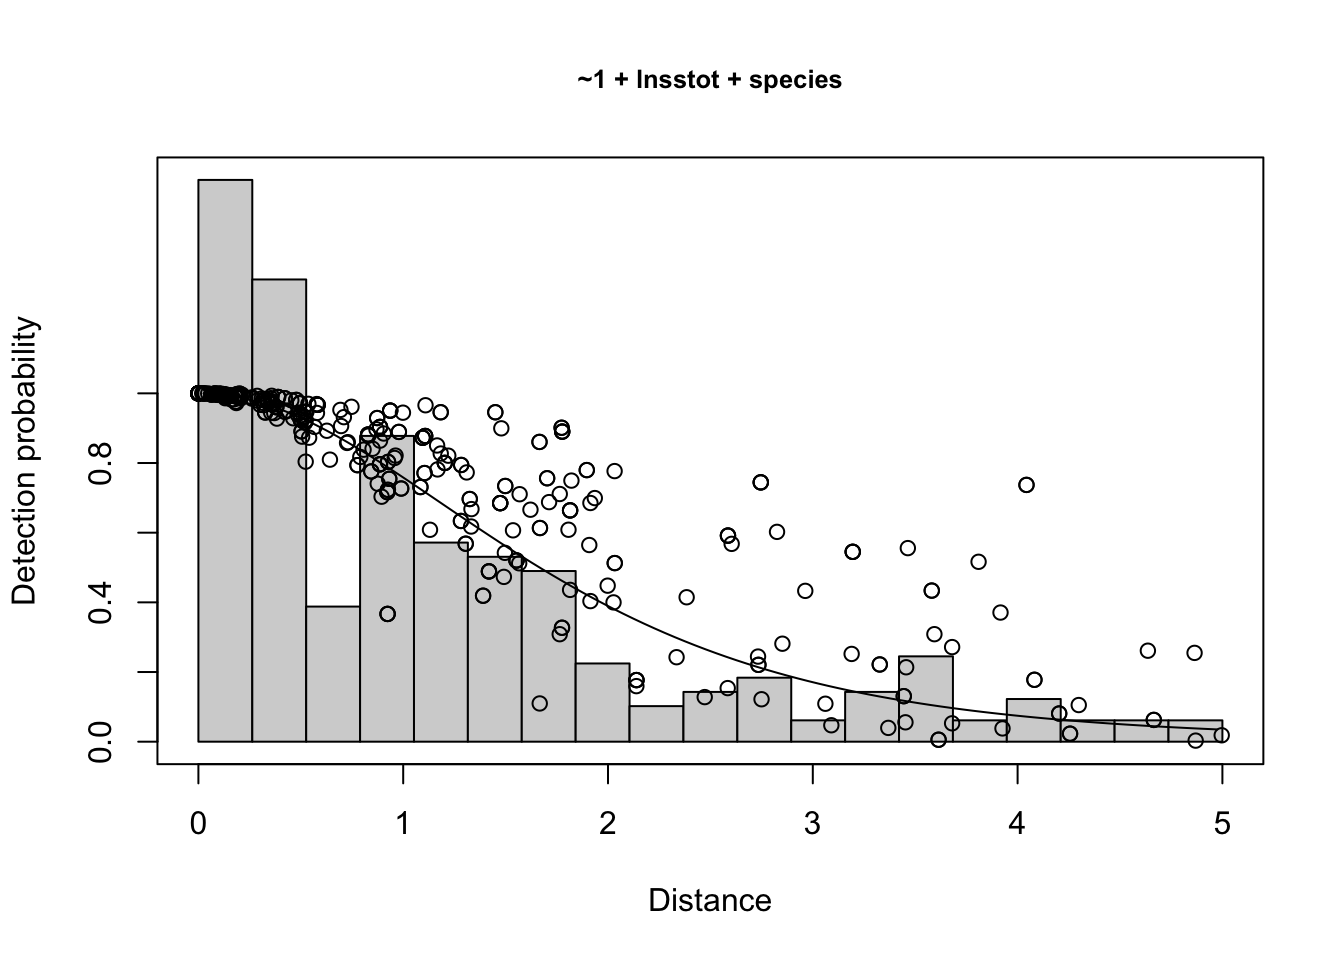 ~1 + lnsstot + species
Detection probability
0.8
0.4
0.0
0 1 2 3 4 5
Distance